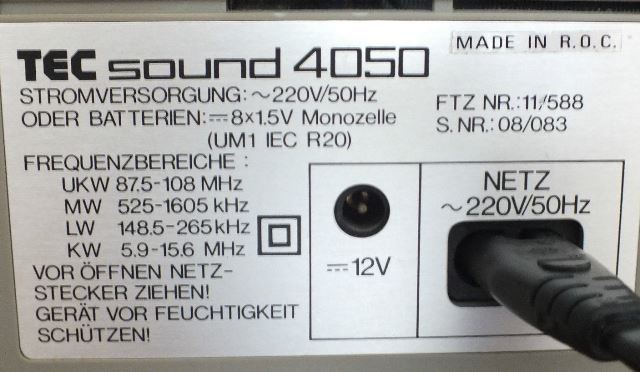 TEC sound 4050
MADE IN R.O.C.
STROMVERSORGUNG: ~220V/50Hz
ODER BATTERIEN: ⎓ 8x1.5V Monozelle
(UM1 IEC R20)
FTZ NR.: 11/588
S.NR.: 08/083
FREQUENZBEREICHE :
UKW 87.5-108 MHz
MW 525-1605 kHz
LW 148.5-265 kHz
KW 5.9-15.6 MHz
VOR ÖFFNEN NETZ-
STECKER ZIEHEN!
GERÄT VOR FEUCHTIGKEIT
SCHÜTZEN!
⎓ 12V
NETZ
~220V/50Hz